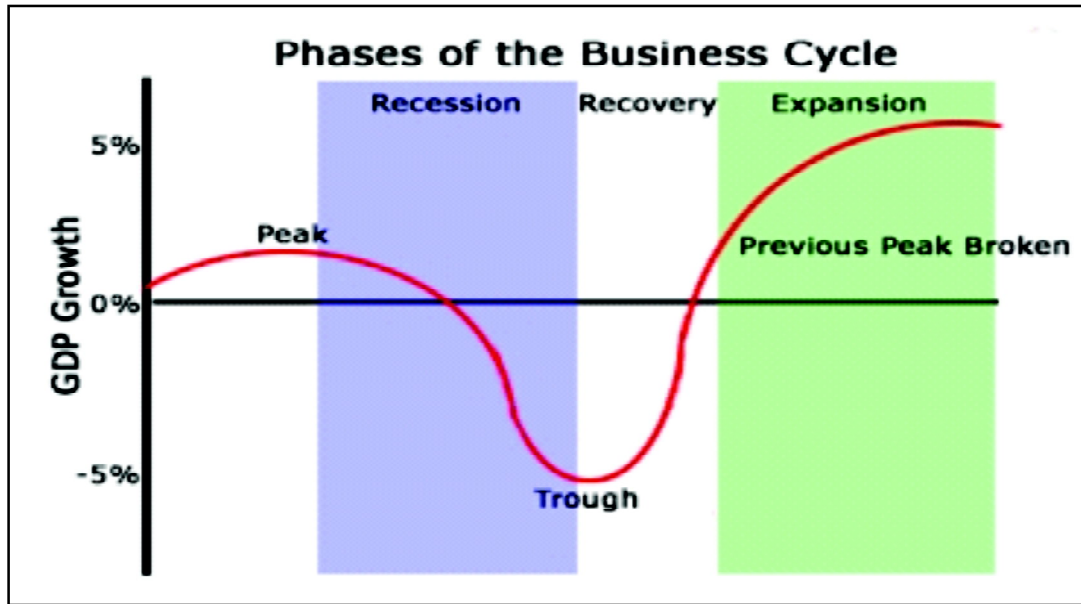 Phases of the Business Cycle
Recession
Recovery
Expansion
5%
Peak
Previous Peak Broken
0%
GDP Growth
-5%
Trough